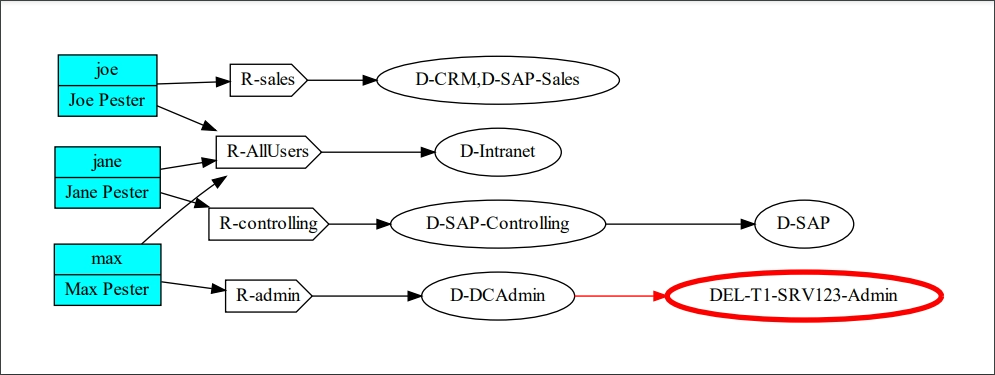 joe
Joe Pester
R-sales
D-CRM,D-SAP-Sales
R-AllUsers
D-Intranet
jane
Jane Pester
R-controlling
D-SAP-Controlling
D-SAP
max
Max Pester
R-admin
D-DCAdmin
DEL-T1-SRV123-Admin